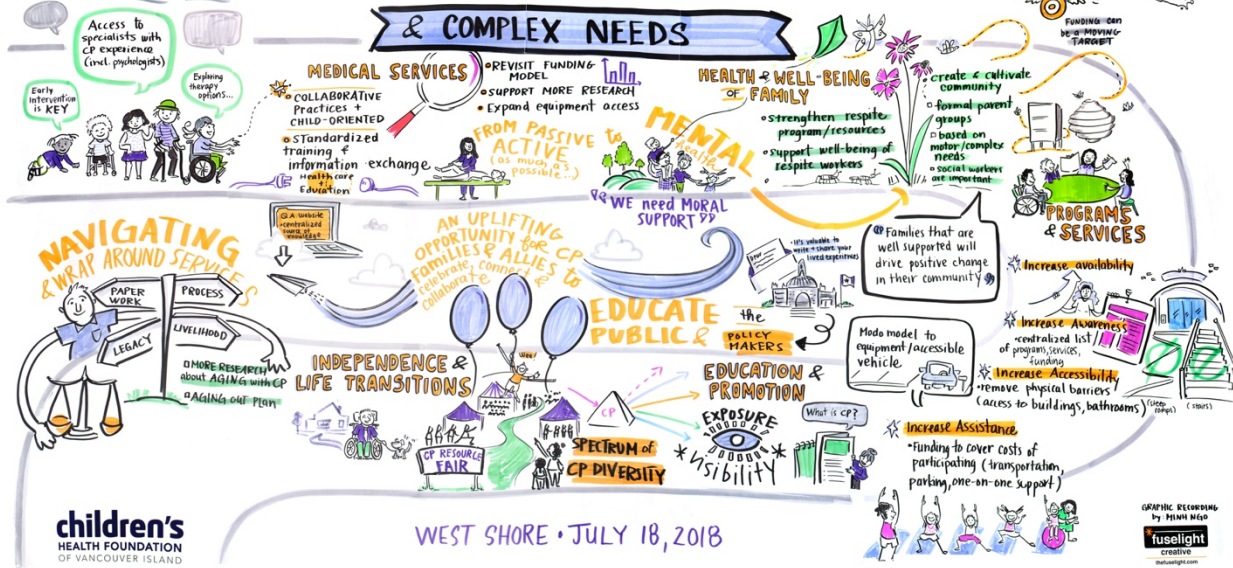 & COMPLEX NEEDS
FUNDING can
be a MOVING
TARGET
Access to
specialists with
CP experience
(incl. psychologists)
Early
Intervention
is KEY
Exploring
therapy
options...
MEDICAL SERVICES
COLLABORATIVE
Practices +
CHILD-ORIENTED
Standardized
training &
information exchange
Healthcare
+
Education
REVISIT FUNDING
MODEL
SUPPORT MORE RESEARCH
Expand equipment access
FROM PASSIVE to
ACTIVE
(as much as
possible...)
MENTAL
health
HEALTH & WELL-BEING
OF FAMILY
strengthen respite
program/resources
support well-being of
respite workers
create & cultivate
community
formal parent
groups
based on
motor/complex
needs
social workers
are important
PROGRAMS
& SERVICES
"WE need MORAL
SUPPORT"
"Families that are
well supported will
drive positive change
in their community"
NAVIGATING
& WRAP AROUND SERVICES
PAPER
WORK
PROCESS
LIVELIHOOD
LEGACY
MORE RESEARCH
about AGING with CP
AGING OUT PLAN
Q.A. website
centralized
source of
knowledge
AN UPLIFTING
OPPORTUNITY for CP
FAMILIES & ALLIES to
celebrate, connect &
collaborate
EDUCATE
PUBLIC &
the
POLICY
MAKERS
It's valuable to
write + share your
lived experiences
Modo model to
equipment/accessible
vehicle.
Increase availability
Increase Awareness
centralized list
of programs, services,
funding
Increase Accessibility
remove physical barriers
(access to buildings, bathrooms)
(steep
ramps)
(stairs)
Increase Assistance
Funding to cover costs of
participating (transportation,
parking, one-on-one support)
INDEPENDENCE &
LIFE TRANSITIONS
CP RESOURCE
FAIR
CP
SPECTRUM of
CP DIVERSITY
EDUCATION &
PROMOTION
EXPOSURE
VISIBILITY
What is CP?
children's
HEALTH FOUNDATION
OF VANCOUVER ISLAND
WEST SHORE • JULY 18, 2018
GRAPHIC RECORDING
by: MINH NGO
fuselight
creative
thefuselight.com